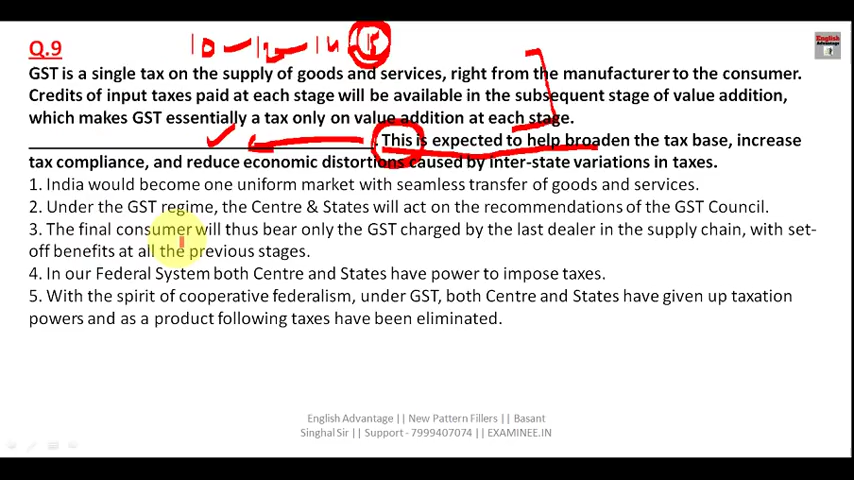 10 - 12 - 14 15
Q.9
English
Advantage
GST is a single tax on the supply of goods and services, right from the manufacturer to the consumer.
Credits of input taxes paid at each stage will be available in the subsequent stage of value addition,
which makes GST essentially a tax only on value addition at each stage.
____________________. This is expected to help broaden the tax base, increase
tax compliance, and reduce economic distortions caused by inter-state variations in taxes.
1. India would become one uniform market with seamless transfer of goods and services.
2. Under the GST regime, the Centre & States will act on the recommendations of the GST Council.
3. The final consumer will thus bear only the GST charged by the last dealer in the supply chain, with set-
off benefits at all the previous stages.
4. In our Federal System both Centre and States have power to impose taxes.
5. With the spirit of cooperative federalism, under GST, both Centre and States have given up taxation
powers and as a product following taxes have been eliminated.
English Advantage || New Pattern Fillers || Basant
Singhal Sir || Support - 7999407074 || EXAMINEE.IN